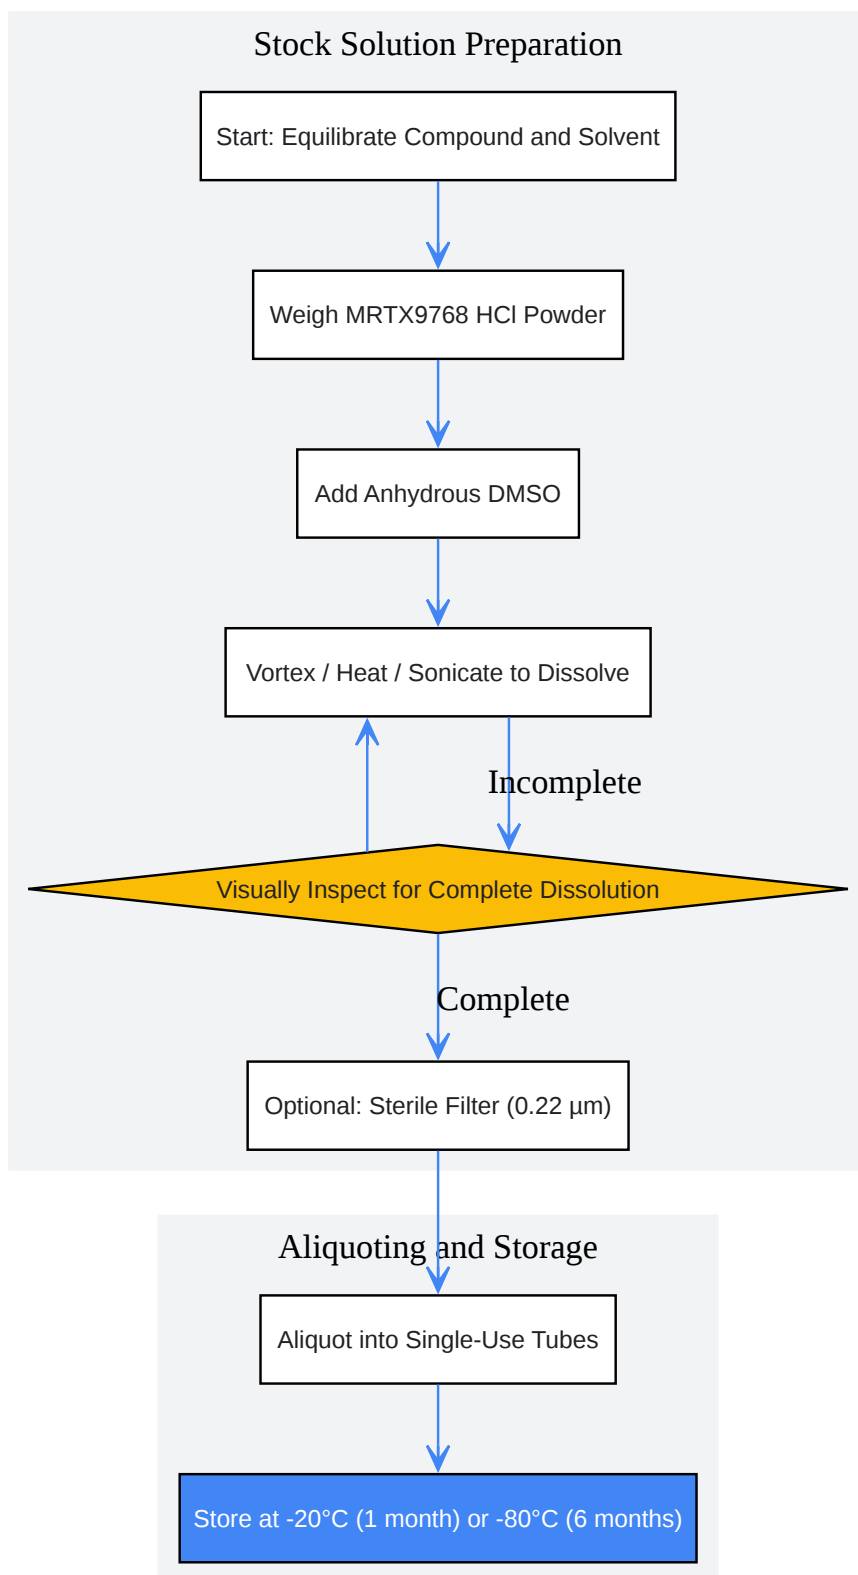 Stock Solution Preparation
Start: Equilibrate Compound and Solvent
Weigh MRTX9768 HCl Powder
Add Anhydrous DMSO
Vortex / Heat / Sonicate to Dissolve
Incomplete
Visually Inspect for Complete Dissolution
Complete
Optional: Sterile Filter (0.22 µm)
Aliquoting and Storage
Aliquot into Single-Use Tubes
Store at -20°C (1 month) or -80°C (6 months)